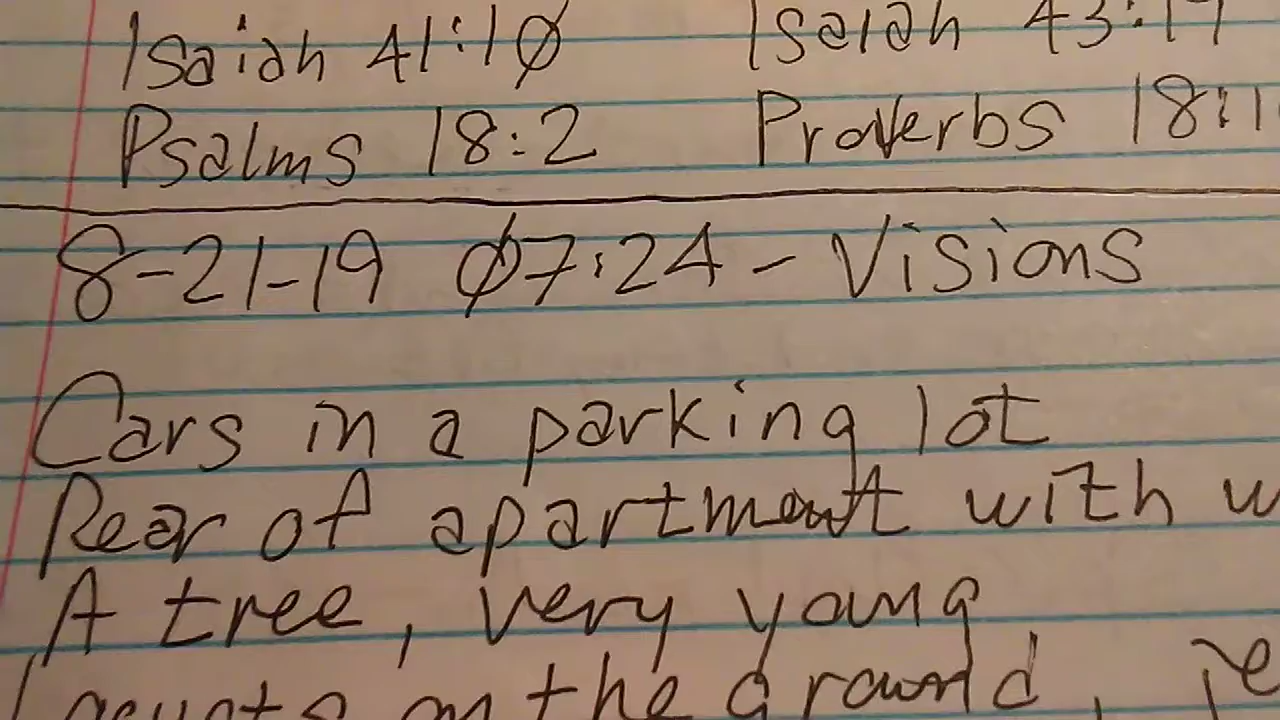 Isaiah 41:10 Isaiah 43:19
Psalms 18:2 Proverbs 18:1
8-21-19 07:24 - Visions
Cars in a parking lot
Rear of apartment with w
A tree, very young
on the ground,